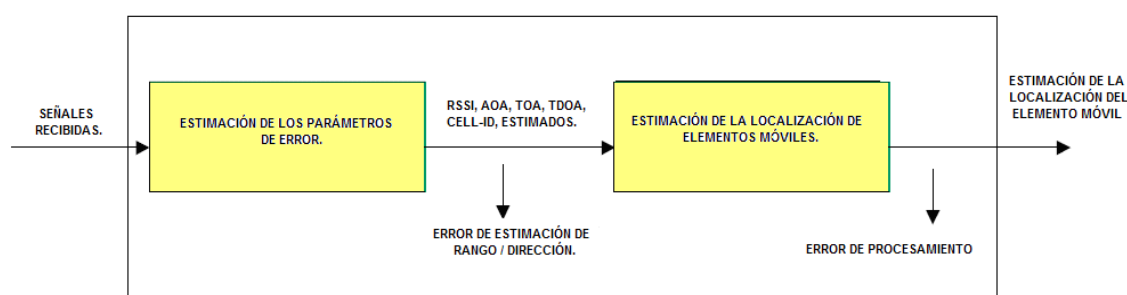 SEÑALES
RECIBIDAS.
ESTIMACIÓN DE LOS PARÁMETROS
DE ERROR.
RSSI, AOA, TOA, TDOA,
CELL-ID, ESTIMADOS.
ERROR DE ESTIMACIÓN DE
RANGO / DIRECCIÓN.
ESTIMACIÓN DE LA LOCALIZACIÓN DE
ELEMENTOS MÓVILES.
ERROR DE PROCESAMIENTO
ESTIMACIÓN DE LA
LOCALIZACIÓN DEL
ELEMENTO MÓVIL